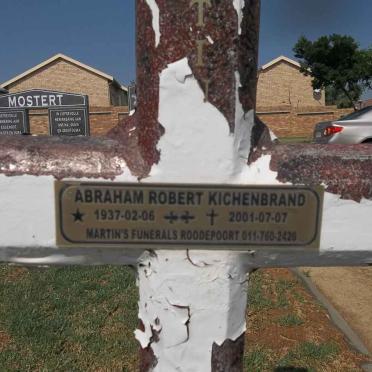 MOSTERT
ABRAHAM ROBERT KICHENBRAND
★ 1937-02-06 ✝ 2001-07-07
MARTIN'S FUNERALS ROODEPOORT 011-760-2426